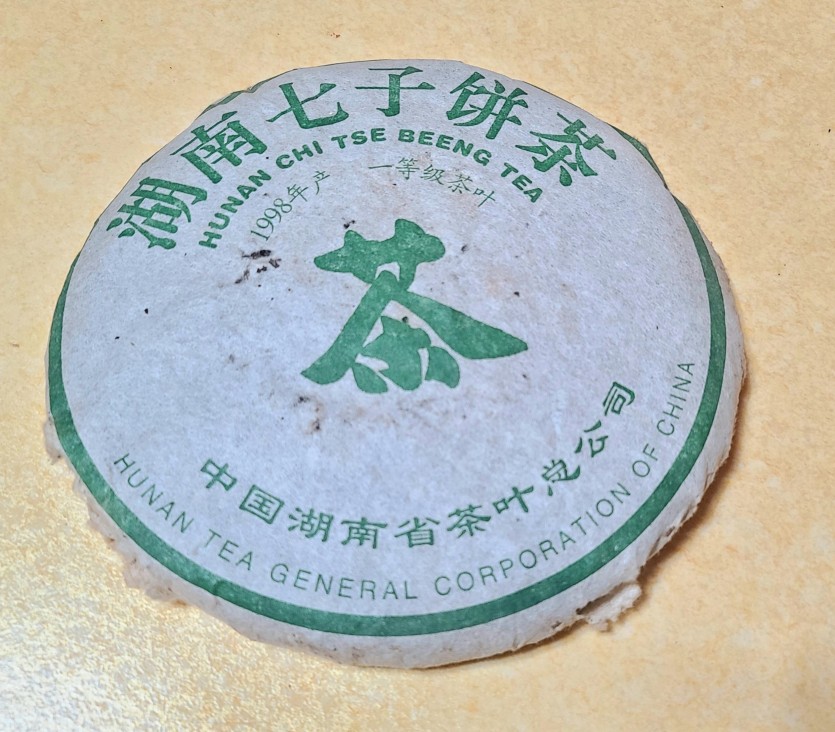 湖南七子饼茶
HUNAN CHI TSE BEENG TEA
1998年产 一等级茶叶
茶
中国湖南省茶叶总公司
HUNAN TEA GENERAL CORPORATION OF CHINA